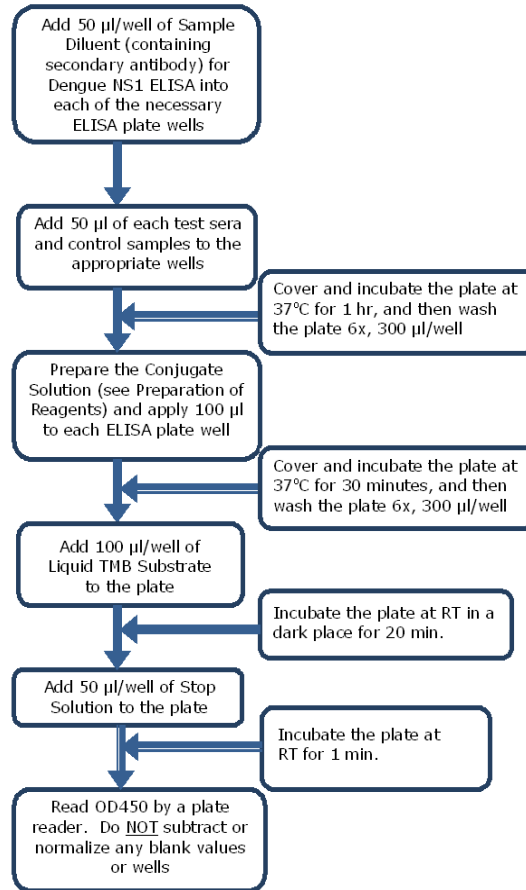 Add 50 µl/well of Sample
Diluent (containing
secondary antibody) for
Dengue NS1 ELISA into
each of the necessary
ELISA plate wells
Add 50 µl of each test sera
and control samples to the
appropriate wells
Cover and incubate the plate at
37°C for 1 hr, and then wash
the plate 6x, 300 µl/well
Prepare the Conjugate
Solution (see Preparation of
Reagents) and apply 100 µl
to each ELISA plate well
Cover and incubate the plate at
37°C for 30 minutes, and then
wash the plate 6x, 300 µl/well
Add 100 µl/well of
Liquid TMB Substrate
to the plate
Incubate the plate at RT in a
dark place for 20 min.
Add 50 µl/well of Stop
Solution to the plate
Incubate the plate at
RT for 1 min.
Read OD450 by a plate
reader.  Do NOT subtract or
normalize any blank values
or wells